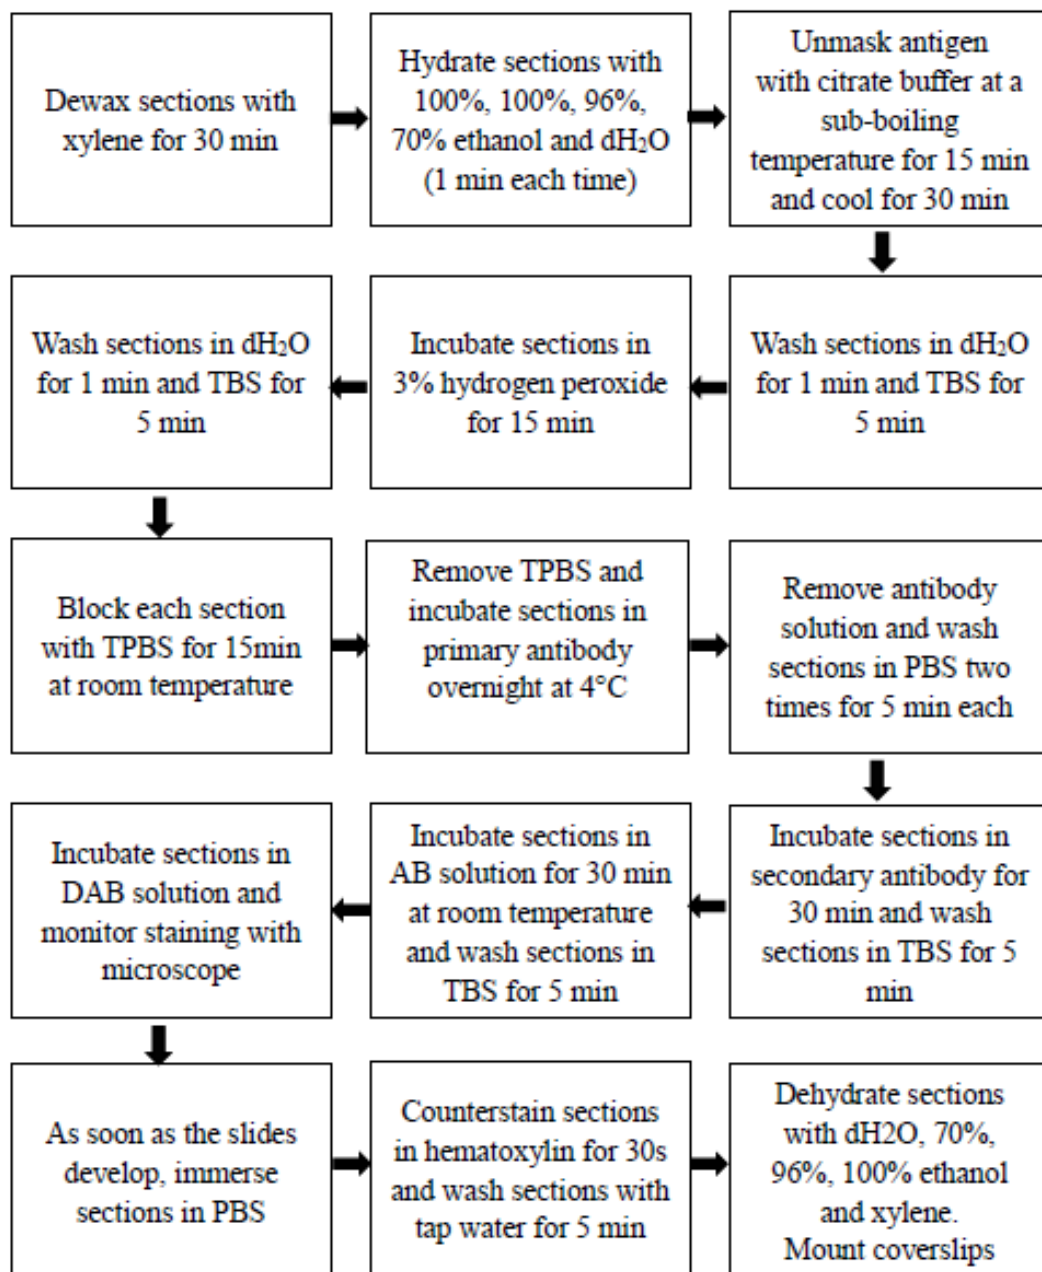 Dewax sections with
xylene for 30 min
Hydrate sections with
100%, 100%, 96%,
70% ethanol and dH₂O
(1 min each time)
Unmask antigen
with citrate buffer at a
sub-boiling
temperature for 15 min
and cool for 30 min
Wash sections in dH₂O
for 1 min and TBS for
5 min
Incubate sections in
3% hydrogen peroxide
for 15 min
Wash sections in dH₂O
for 1 min and TBS for
5 min
Block each section
with TPBS for 15min
at room temperature
Remove TPBS and
incubate sections in
primary antibody
overnight at 4°C
Remove antibody
solution and wash
sections in PBS two
times for 5 min each
Incubate sections in
secondary antibody for
30 min and wash
sections in TBS for 5
min
Incubate sections in
AB solution for 30 min
at room temperature
and wash sections in
TBS for 5 min
Incubate sections in
DAB solution and
monitor staining with
microscope
As soon as the slides
develop, immerse
sections in PBS
Counterstain sections
in hematoxylin for 30s
and wash sections with
tap water for 5 min
Dehydrate sections
with dH2O, 70%,
96%, 100% ethanol
and xylene.
Mount coverslips